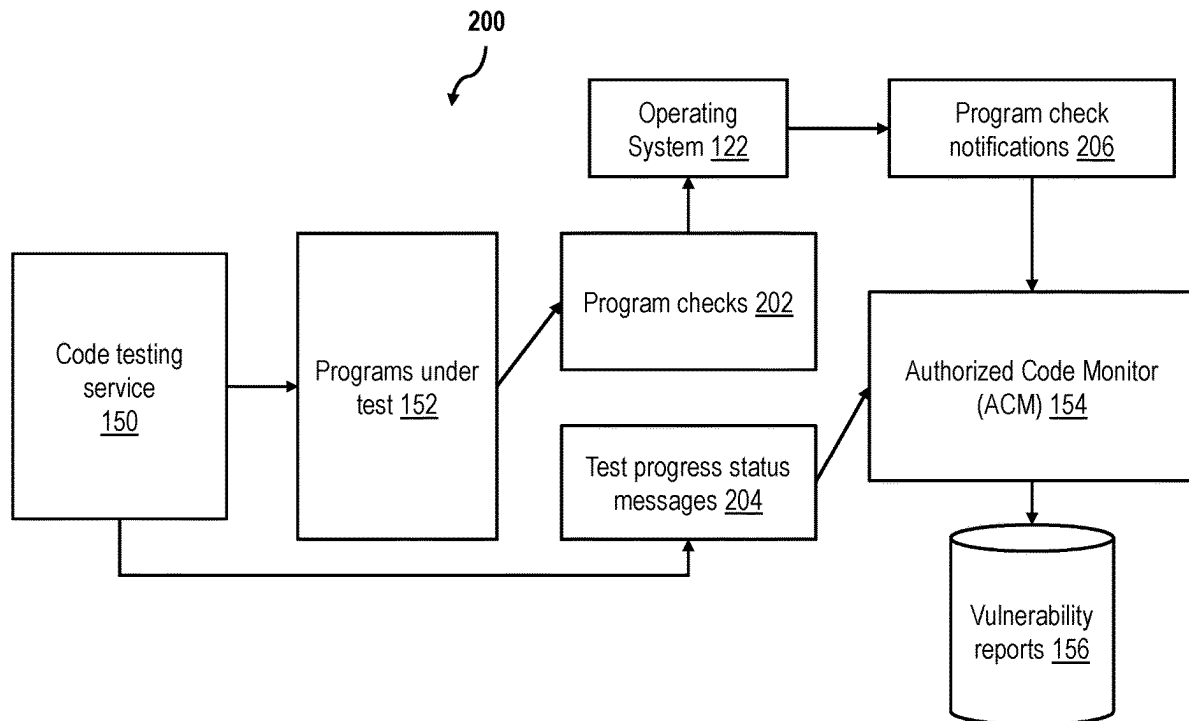 200
Operating
System 122
Program check
notifications 206
Code testing
service
150
Programs under
test 152
Program checks 202
Test progress status
messages 204
Authorized Code Monitor
(ACM) 154
Vulnerability
reports 156